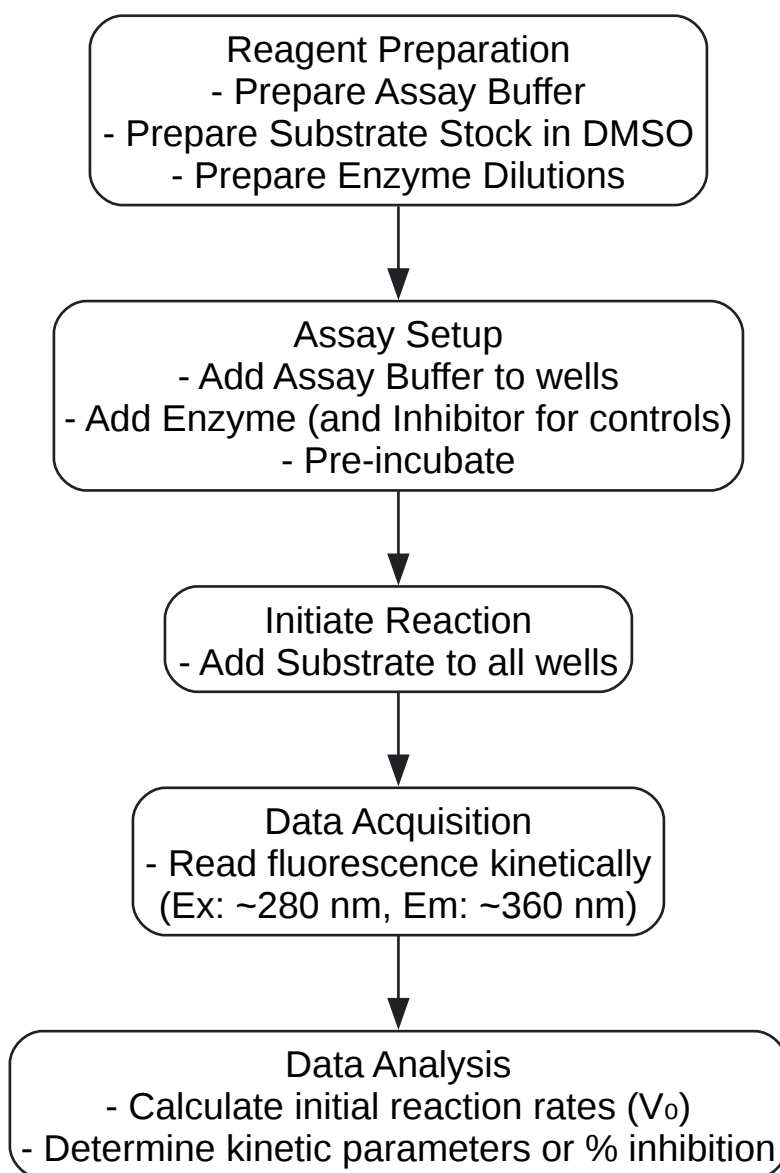 Reagent Preparation
- Prepare Assay Buffer
- Prepare Substrate Stock in DMSO
- Prepare Enzyme Dilutions
Assay Setup
- Add Assay Buffer to wells
- Add Enzyme (and Inhibitor for controls)
- Pre-incubate
Initiate Reaction
- Add Substrate to all wells
Data Acquisition
- Read fluorescence kinetically
(Ex: ~280 nm, Em: ~360 nm)
Data Analysis
- Calculate initial reaction rates (V₀)
- Determine kinetic parameters or % inhibition